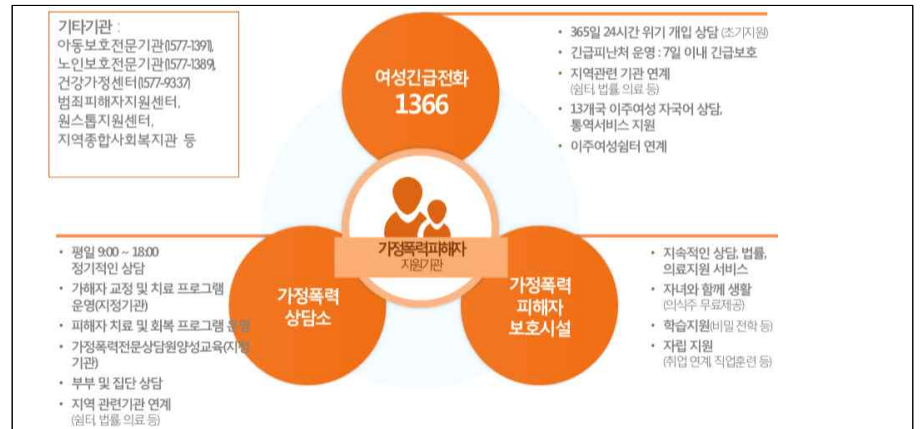 기타기관 :
아동보호전문기관(1577-1391),
노인보호전문기관(1577-1389),
건강가정센터(1577-9337)
범죄피해자지원센터,
원스톱지원센터,
지역종합사회복지관 등
여성긴급전화
1366
• 365일 24시간 위기 개입 상담 (초기지원)
• 긴급피난처 운영 : 7일 이내 긴급보호
• 지역관련 기관 연계
(쉼터, 법률, 의료 등)
• 13개국 이주여성 자국어 상담,
통역서비스 지원
• 이주여성쉼터 연계
가정폭력피해자
지원기관
• 평일 9:00 ~ 18:00
정기적인 상담
• 가해자 교정 및 치료 프로그램
운영(지정기관)
• 피해자 치료 및 회복 프로그램 운영
• 가정폭력전문상담원양성교육(지정
기관)
• 부부 및 집단 상담
• 지역 관련기관 연계
(쉼터, 법률, 의료 등)
가정폭력
상담소
가정폭력
피해자
보호시설
• 지속적인 상담, 법률,
의료지원 서비스
• 자녀와 함께 생활
(의식주 무료제공)
• 학습지원(비밀 전학 등)
• 자립 지원
(취업 연계, 직업훈련 등)